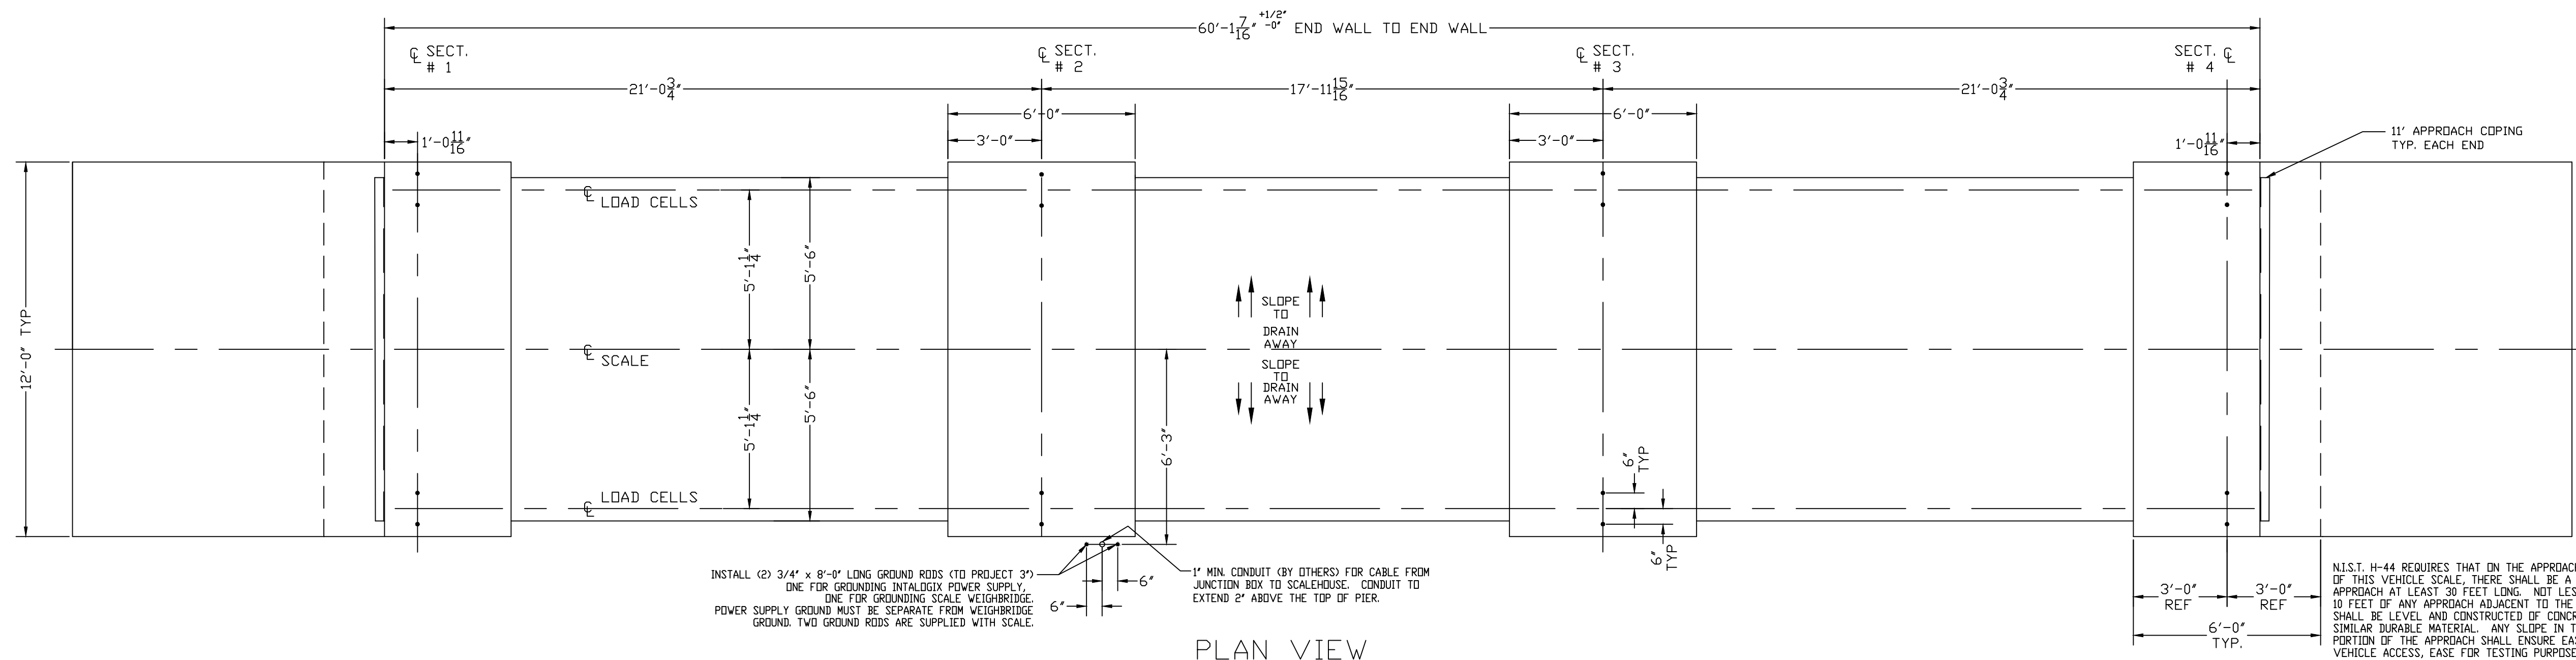 60'-1 7/16" +1/2" -0" END WALL TO END WALL
℄ SECT. # 1
℄ SECT. # 2
℄ SECT. # 3
SECT. ℄ # 4
21'-0 3/4"
17'-11 15/16"
21'-0 3/4"
6'-0"
6'-0"
1'-0 11/16"
3'-0"
3'-0"
1'-0 11/16"
11' APPROACH COPING
TYP. EACH END
℄ LOAD CELLS
12'-0" TYP
5'-1 1/4"
5'-6"
SLOPE
TO
DRAIN
AWAY
℄ SCALE
SLOPE
TO
DRAIN
AWAY
5'-1 1/4"
5'-6"
6'-3"
6" TYP
℄ LOAD CELLS
6" TYP
INSTALL (2) 3/4" x 8'-0" LONG GROUND RODS (TO PROJECT 3")
ONE FOR GROUNDING INTALOGIX POWER SUPPLY,
ONE FOR GROUNDING SCALE WEIGHBRIDGE.
POWER SUPPLY GROUND MUST BE SEPARATE FROM WEIGHBRIDGE
GROUND. TWO GROUND RODS ARE SUPPLIED WITH SCALE.
6"
6"
1" MIN. CONDUIT (BY OTHERS) FOR CABLE FROM
JUNCTION BOX TO SCALEHOUSE. CONDUIT TO
EXTEND 2" ABOVE THE TOP OF PIER.
3'-0" REF
3'-0" REF
6'-0" TYP.
N.I.S.T. H-44 REQUIRES THAT ON THE
OF THIS VEHICLE SCALE, THERE SHALL BE A
APPROACH AT LEAST 30 FEET LONG. NOT
10 FEET OF ANY APPROACH ADJACENT TO THE
SHALL BE LEVEL AND CONSTRUCTED OF
SIMILAR DURABLE MATERIAL. ANY SLOPE IN
PORTION OF THE APPROACH SHALL ENSURE
VEHICLE ACCESS, EASE FOR TESTING
PLAN VIEW